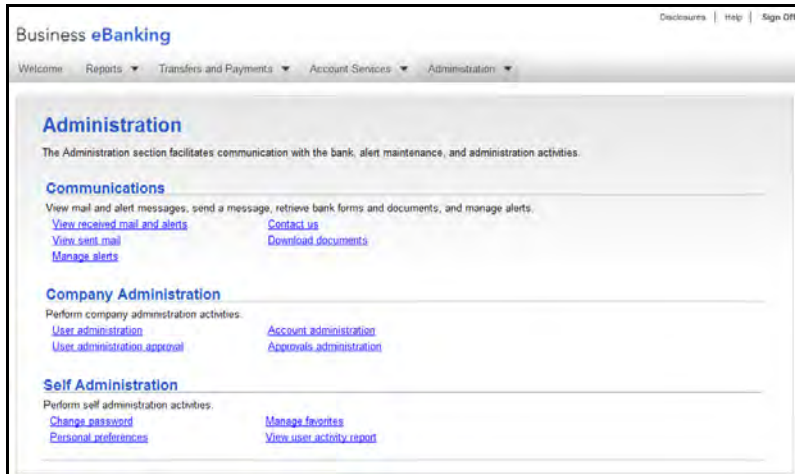 Disclosures | Help | Sign Off
Business eBanking
Welcome Reports Transfers and Payments Account Services Administration
Administration
The Administration section facilitates communication with the bank, alert maintenance, and administration activities.
Communications
View mail and alert messages, send a message, retrieve bank forms and documents, and manage alerts.
View received mail and alerts Contact us
View sent mail Download documents
Manage alerts
Company Administration
Perform company administration activities.
User administration Account administration
User administration approval Approvals administration
Self Administration
Perform self administration activities.
Change password Manage favorites
Personal preferences View user activity report